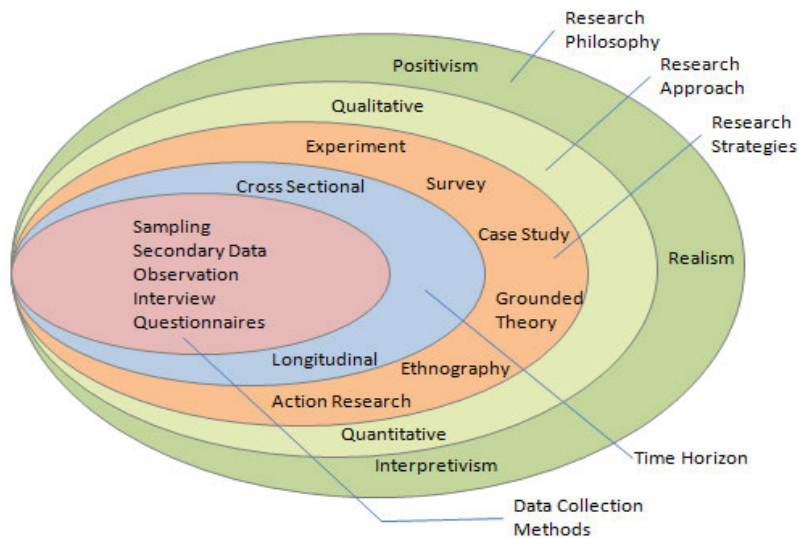 Research
Philosophy
Positivism
Research
Approach
Qualitative
Research
Strategies
Experiment
Cross Sectional
Survey
Sampling
Secondary Data
Observation
Interview
Questionnaires
Case Study
Realism
Grounded
Theory
Longitudinal
Ethnography
Action Research
Quantitative
Interpretivism
Time Horizon
Data Collection
Methods